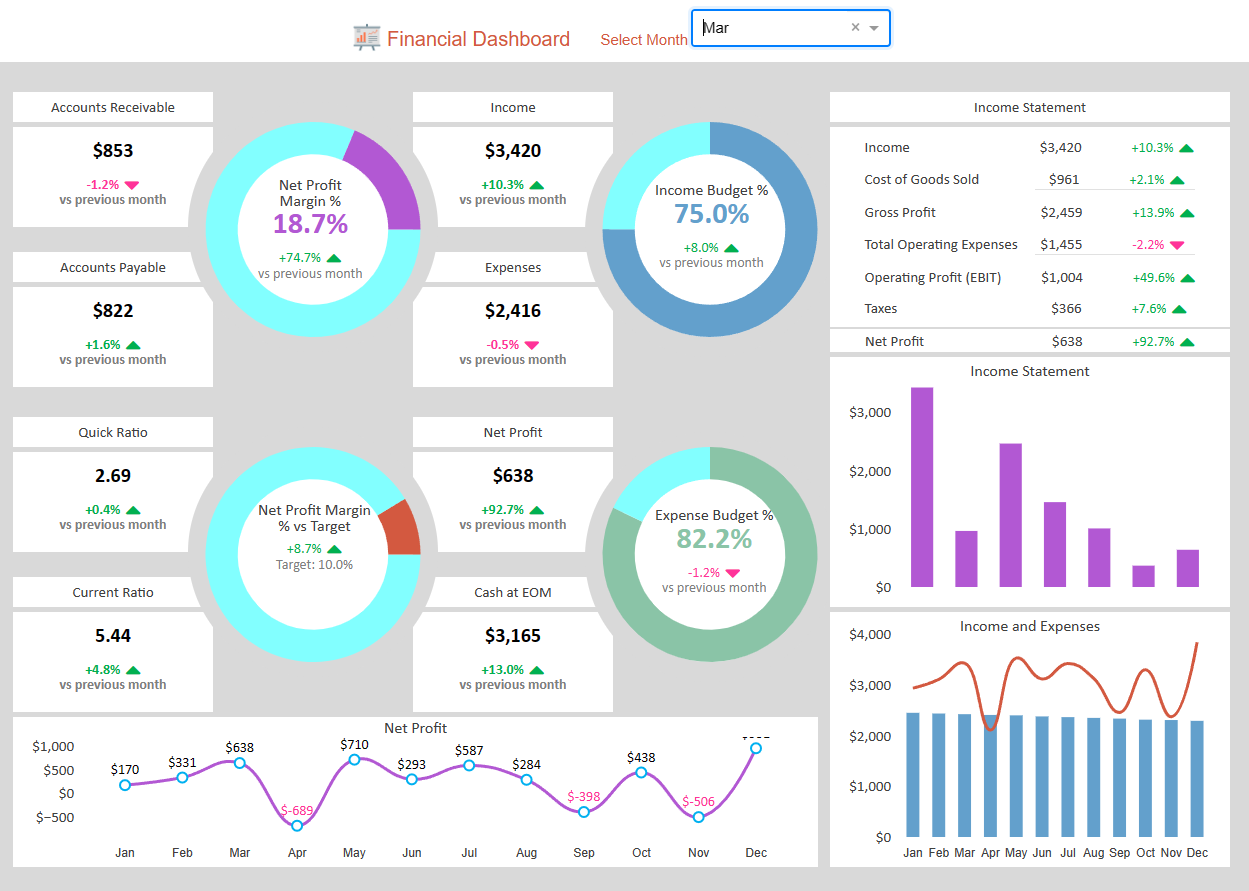 Financial Dashboard
Select Month
Mar
Accounts Receivable
$853
-1.2%
vs previous month
Accounts Payable
$822
+1.6%
vs previous month
Net Profit
Margin %
18.7%
+74.7%
vs previous month
Income
$3,420
+10.3%
vs previous month
Expenses
$2,416
-0.5%
vs previous month
Income Budget %
75.0%
+8.0%
vs previous month
Quick Ratio
2.69
+0.4%
vs previous month
Current Ratio
5.44
+4.8%
vs previous month
Net Profit Margin
% vs Target
+8.7%
Target: 10.0%
Net Profit
$638
+92.7%
vs previous month
Cash at EOM
$3,165
+13.0%
vs previous month
Expense Budget %
82.2%
-1.2%
vs previous month
Net Profit
$1,000
$500
$0
$−500
$170
$331
$638
$-689
$710
$293
$587
$284
$-398
$438
$-506
Jan Feb Mar Apr May Jun Jul Aug Sep Oct Nov Dec
Income Statement
Income $3,420 +10.3%
Cost of Goods Sold $961 +2.1%
Gross Profit $2,459 +13.9%
Total Operating Expenses $1,455 -2.2%
Operating Profit (EBIT) $1,004 +49.6%
Taxes $366 +7.6%
Net Profit $638 +92.7%
Income Statement
$3,000
$2,000
$1,000
$0
Income and Expenses
$4,000
$3,000
$2,000
$1,000
$0
Jan Feb Mar Apr May Jun Jul Aug Sep Oct Nov Dec